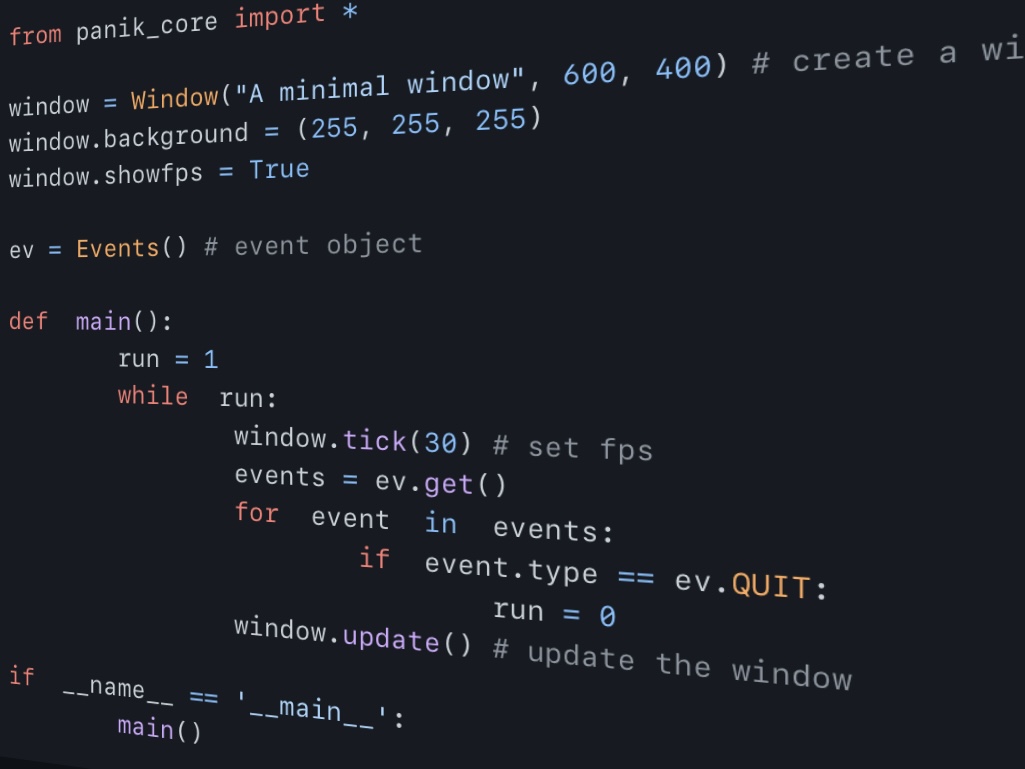 from panik_core import *

window = Window("A minimal window", 600, 400) # create a wi
window.background = (255, 255, 255)
window.showfps = True

ev = Events() # event object

def main():
    run = 1
    while run:
        window.tick(30) # set fps
        events = ev.get()
        for event in events:
            if event.type == ev.QUIT:
                run = 0
        window.update() # update the window
if __name__ == '__main__':
    main()